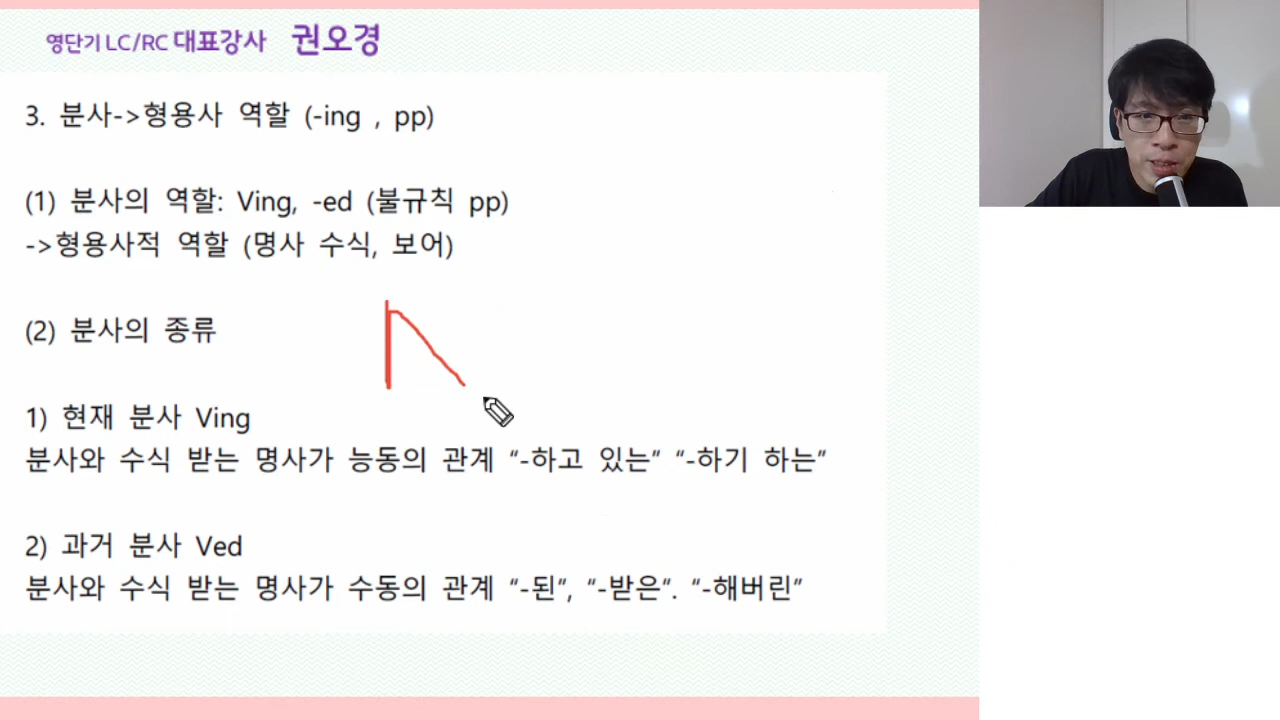 영단기 LC/RC 대표강사 권오경
3. 분사->형용사 역할 (-ing , pp)
(1) 분사의 역할: Ving, -ed (불규칙 pp)
->형용사적 역할 (명사 수식, 보어)
(2) 분사의 종류
1) 현재 분사 Ving
분사와 수식 받는 명사가 능동의 관계 “-하고 있는” “-하기 하는”
2) 과거 분사 Ved
분사와 수식 받는 명사가 수동의 관계 “-된”, “-받은”. “-해버린”